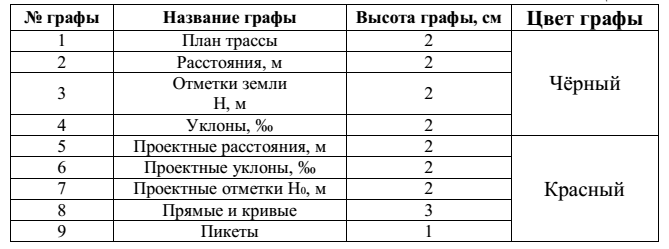 № графы Название графы Высота графы, см Цвет графы
1 План трассы 2 Чёрный
2 Расстояния, м 2
3 Отметки земли 2
Н, м
4 Уклоны, ‰ 2
5 Проектные расстояния, м 2 Красный
6 Проектные уклоны, ‰ 2
7 Проектные отметки Н₀, м 2
8 Прямые и кривые 3
9 Пикеты 1